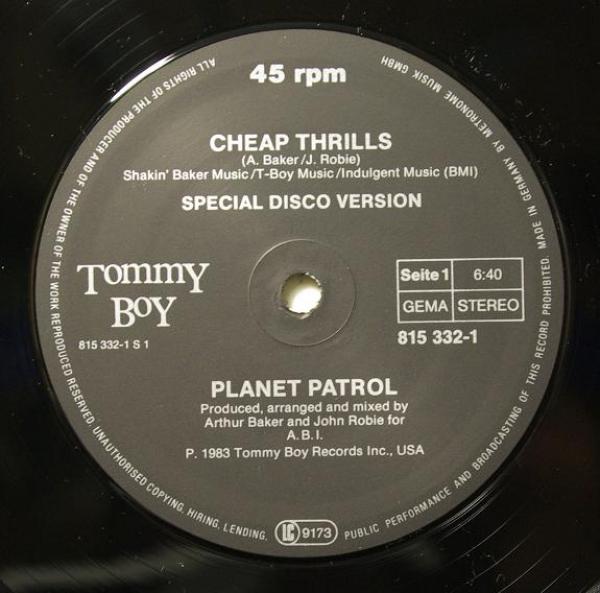 45 rpm
CHEAP THRILLS
(A. Baker/J. Robie)
Shakin' Baker Music/T-Boy Music/Indulgent Music (BMI)
SPECIAL DISCO VERSION
TOMMY
BOY
815 332-1 S 1
Seite 1 6:40
GEMA STEREO
815 332-1
PLANET PATROL
Produced, arranged and mixed by
Arthur Baker and John Robie for
A.B.I.
P. 1983 Tommy Boy Records Inc., USA
ALL RIGHTS OF THE PRODUCER AND OF THE OWNER OF THE WORK REPRODUCED RESERVED. UNAUTHORISED COPYING, HIRING, LENDING, LC 9173 PUBLIC PERFORMANCE AND BROADCASTING OF THIS RECORD PROHIBITED. MADE IN GERMANY BY METRONOME MUSIK GMBH